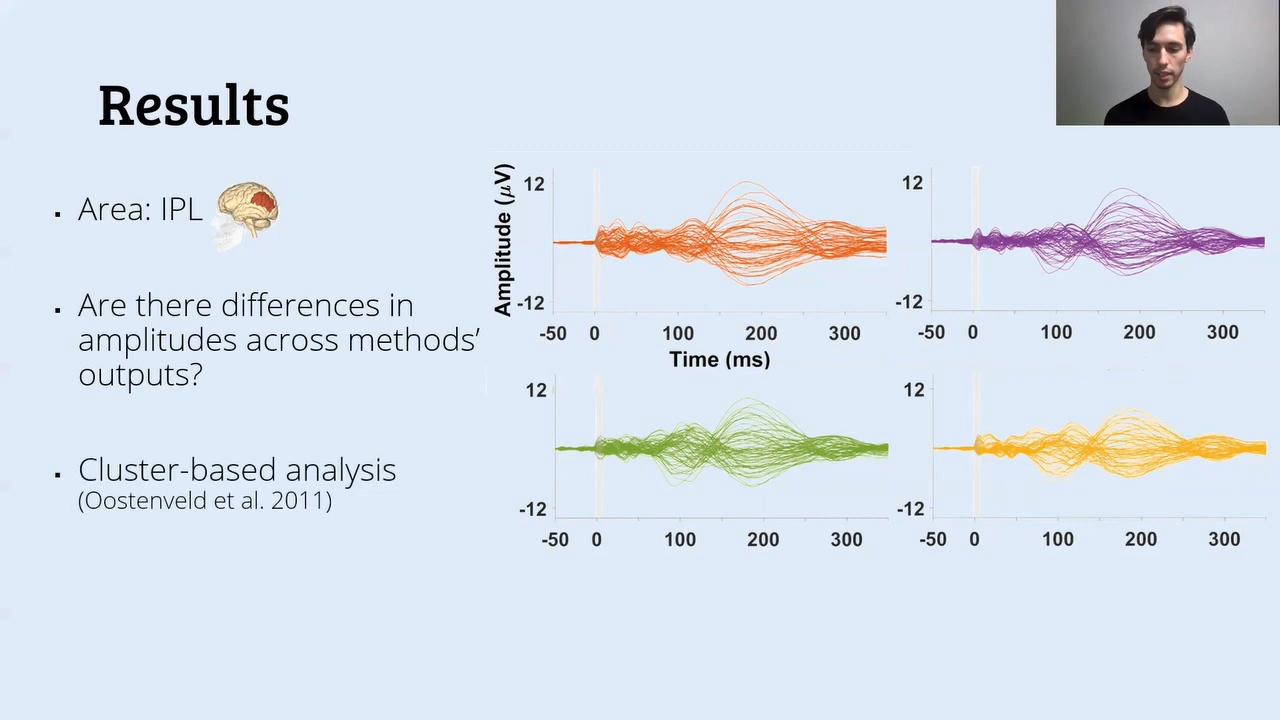 Results
▪ Area: IPL
▪ Are there differences in
amplitudes across methods’
outputs?
▪ Cluster-based analysis
(Oostenveld et al. 2011)
Amplitude (μV)
12
-12
-50 0 100 200 300
Time (ms)
12
-12
-50 0 100 200 300
12
-12
-50 0 100 200 300
12
-12
-50 0 100 200 300